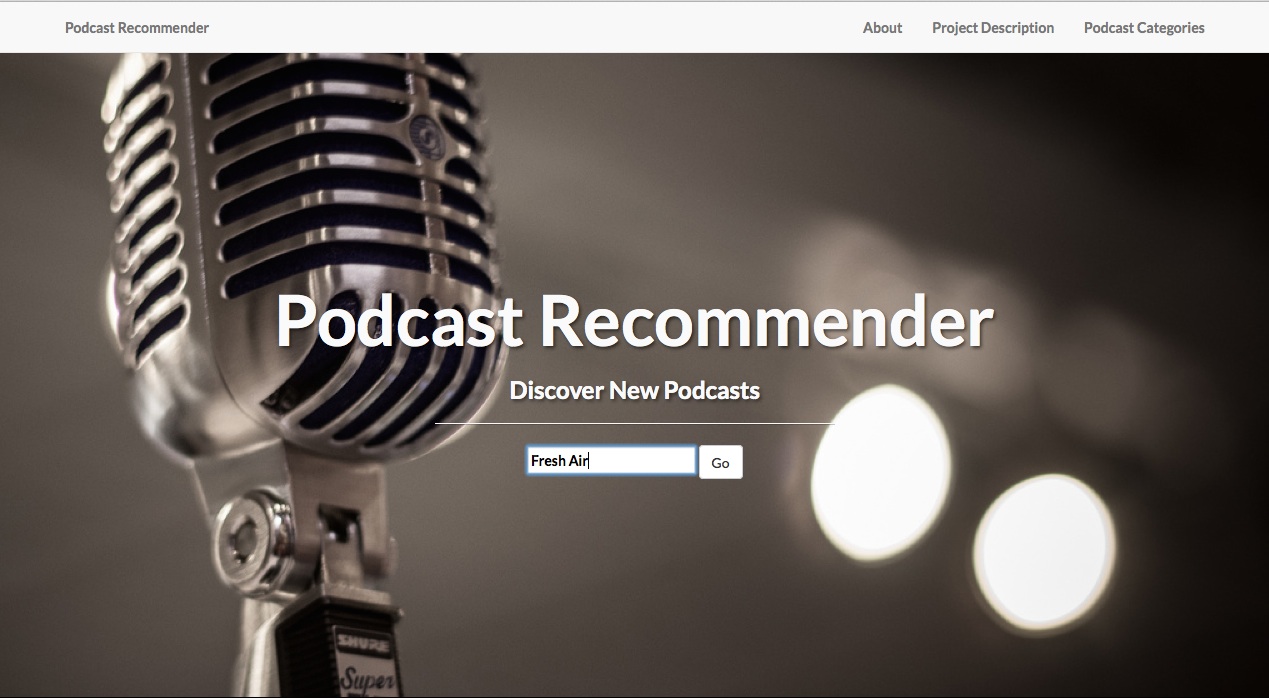 Podcast Recommender
About
Project Description
Podcast Categories
Podcast Recommender
Discover New Podcasts
Fresh Air
Go
SHURE
Super